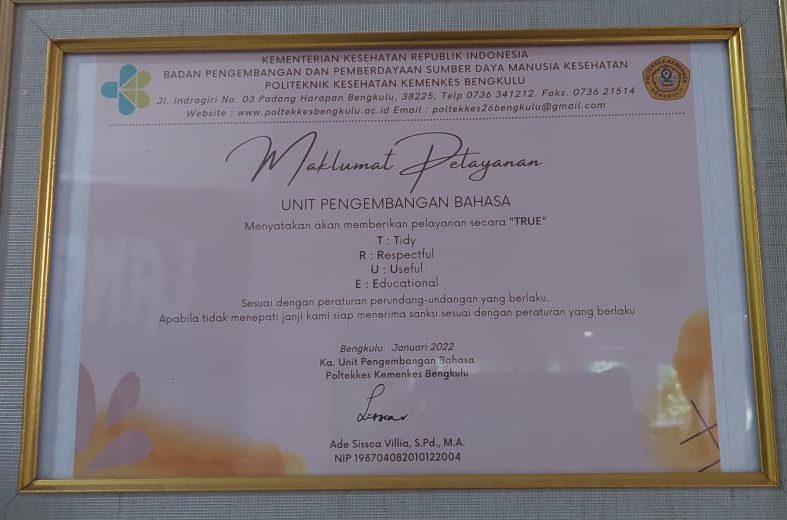 KEMENTERIAN KESEHATAN REPUBLIK INDONESIA
BADAN PENGEMBANGAN DAN PEMBERDAYAAN SUMBER DAYA MANUSIA KESEHATAN
POLITEKNIK KESEHATAN KEMENKES BENGKULU
Jl. Indragiri No. 03 Padang Harapan Bengkulu, 38225. Telp 0736 341212. Faks. 0736 21514
Website : www.poltekkesbengkulu.ac.id Email : poltekkes26bengkulu@gmail.com
Maklumat Pelayanan
UNIT PENGEMBANGAN BAHASA
Menyatakan akan memberikan pelayanan secara "TRUE"
T : Tidy
R : Respectful
U : Useful
E : Educational
Sesuai dengan peraturan perundang-undangan yang berlaku.
Apabila tidak menepati janji kami siap menerima sanksi sesuai dengan peraturan yang berlaku
Bengkulu. Januari 2022
Ka. Unit Pengembangan Bahasa
Poltekkes Kemenkes Bengkulu
Ade Sissca Villia, S.Pd., M.A.
NIP 198704082010122004